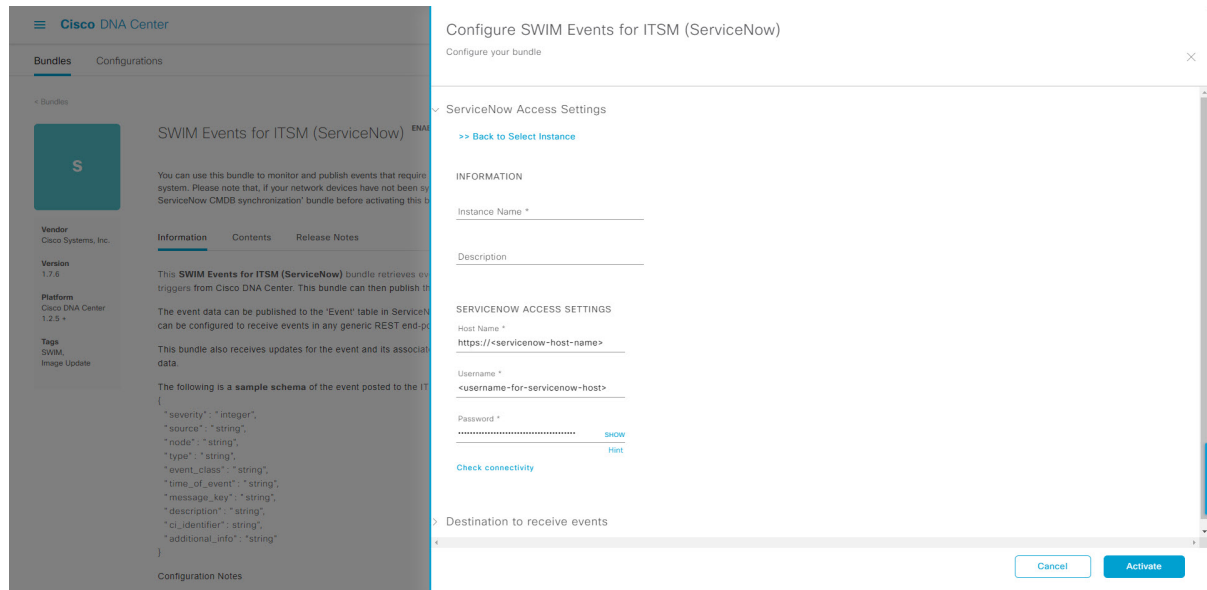 Cisco DNA Center
Bundles Configurations
< Bundles
S
SWIM Events for ITSM (ServiceNow)
You can use this bundle to monitor and publish events that require
system. Please note that, if your network devices have not been sy
ServiceNow CMDB synchronization' bundle before activating this b
Vendor
Cisco Systems, Inc.
Version
1.7.6
Platform
Cisco DNA Center
1.2.5 +
Tags
SWIM,
Image Update
Information Contents Release Notes
This SWIM Events for ITSM (ServiceNow) bundle retrieves ev
triggers from Cisco DNA Center. This bundle can then publish th
The event data can be published to the 'Event' table in ServiceN
can be configured to receive events in any generic REST end-po
This bundle also receives updates for the event and its associat
data.
The following is a sample schema of the event posted to the IT
{
"severity" : "integer",
"source" : "string",
"node" : "string",
"type" : "string",
"event_class" : "string",
"time_of_event" : "string",
"message_key" : "string",
"description" : "string",
"ci_identifier" : string",
"additional_info" : "string"
}
Configuration Notes
Configure SWIM Events for ITSM (ServiceNow)
Configure your bundle
ServiceNow Access Settings
>> Back to Select Instance
INFORMATION
Instance Name *
Description
SERVICENOW ACCESS SETTINGS
Host Name *
https://<servicenow-host-name>
Username *
<username-for-servicenow-host>
Password *
SHOW
Hint
Check connectivity
Destination to receive events
Cancel Activate